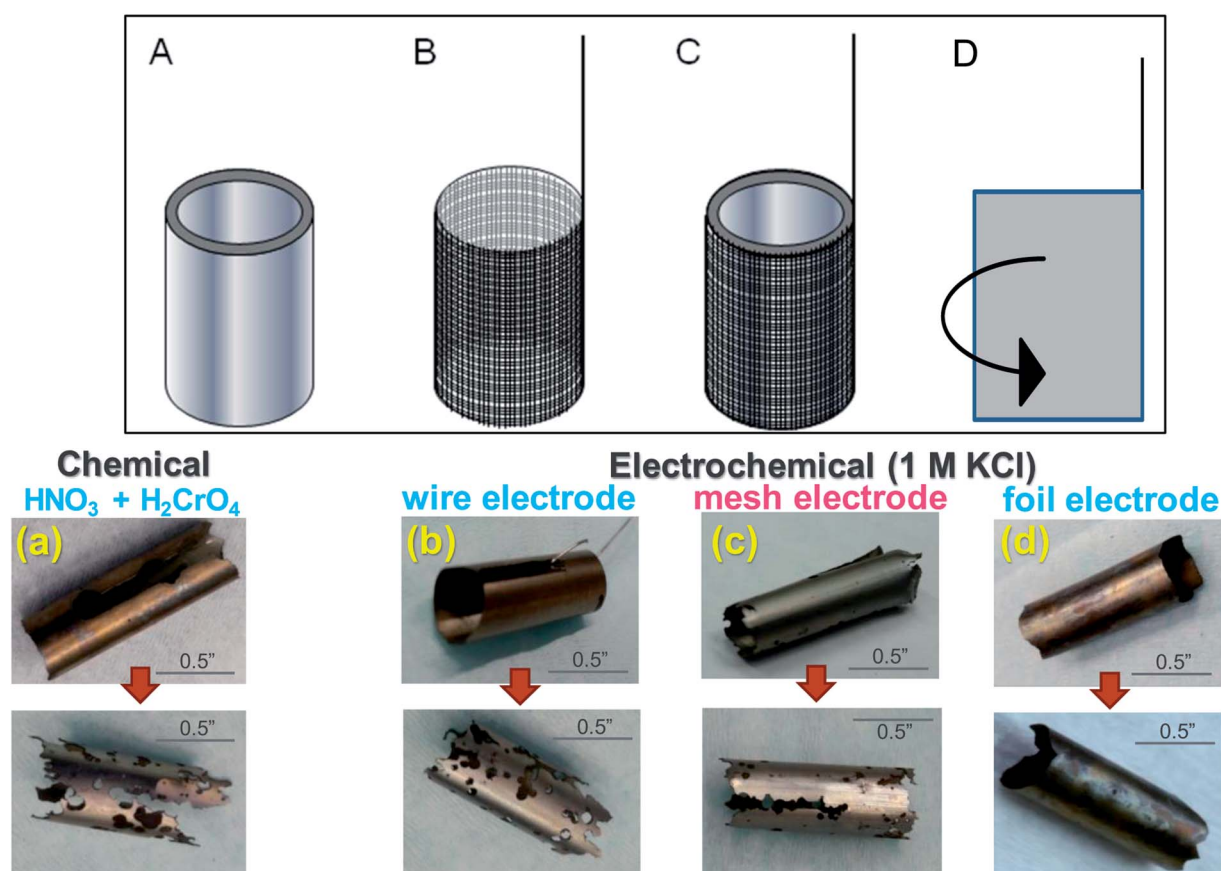 A B C D
Chemical
HNO₃ + H₂CrO₄
Electrochemical (1 M KCl)
wire electrode mesh electrode foil electrode
(a) (b) (c) (d)
0.5" 0.5" 0.5" 0.5"
0.5" 0.5" 0.5" 0.5"